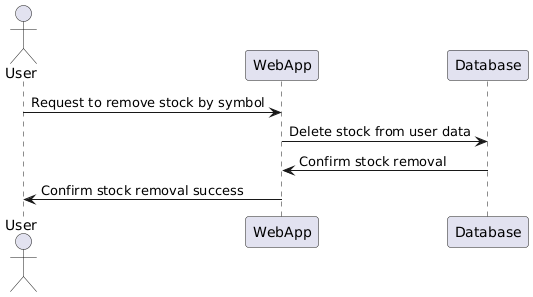 User
WebApp
Database
Request to remove stock by symbol
Delete stock from user data
Confirm stock removal
Confirm stock removal success
User
WebApp
Database